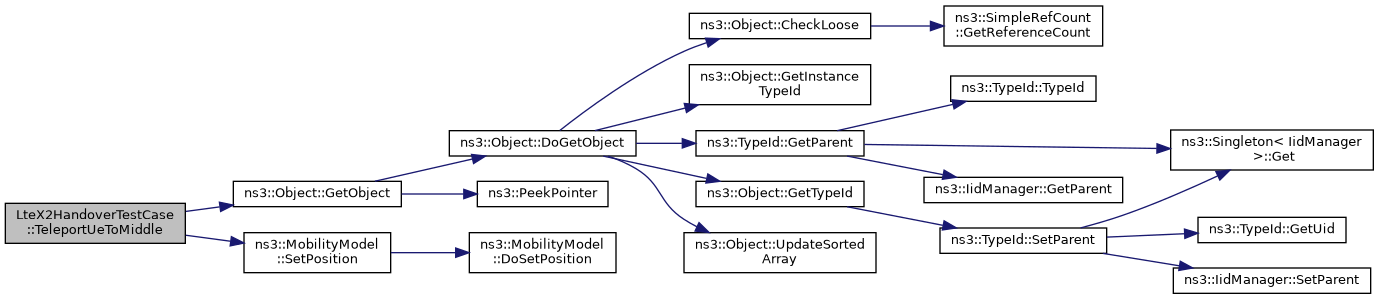 LteX2HandoverTestCase
::TeleportUeToMiddle
ns3::Object::GetObject
ns3::MobilityModel
::SetPosition
ns3::Object::DoGetObject
ns3::PeekPointer
ns3::MobilityModel
::DoSetPosition
ns3::Object::CheckLoose
ns3::Object::GetInstance
TypeId
ns3::TypeId::GetParent
ns3::Object::GetTypeId
ns3::Object::UpdateSorted
Array
ns3::SimpleRefCount
::GetReferenceCount
ns3::TypeId::TypeId
ns3::IidManager::GetParent
ns3::TypeId::SetParent
ns3::Singleton< IidManager
>::Get
ns3::TypeId::GetUid
ns3::IidManager::SetParent